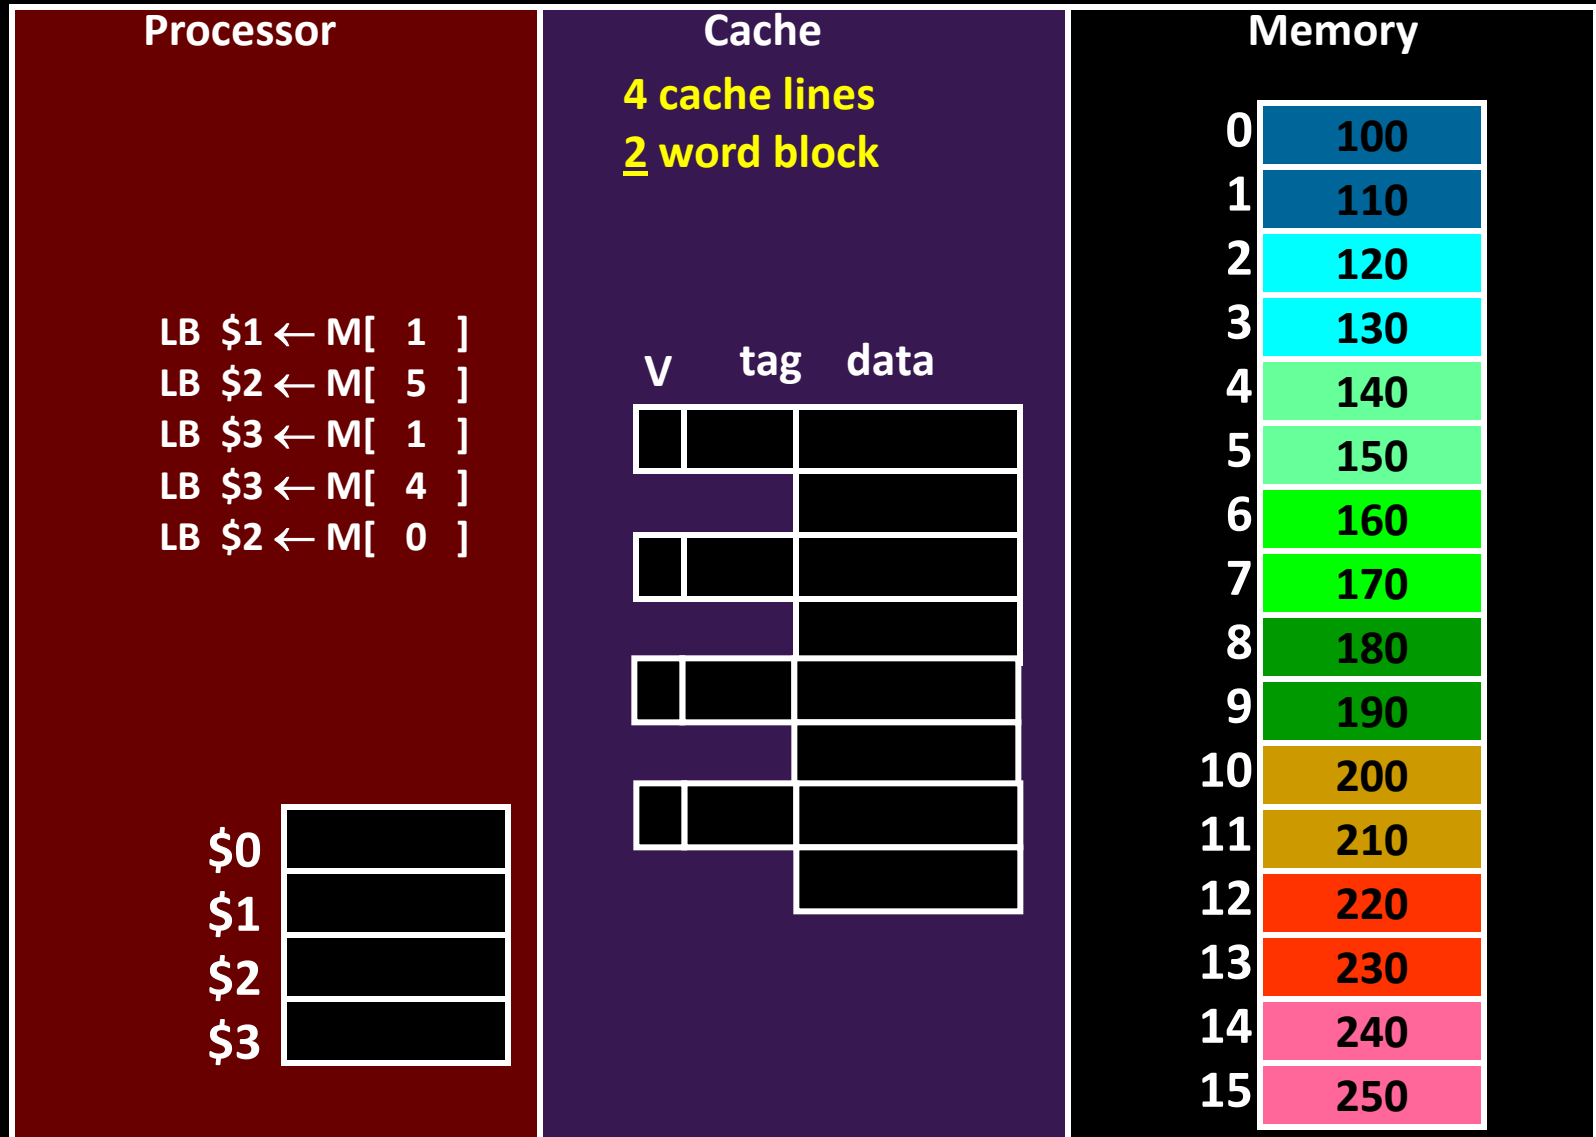 Processor
LB $1 ← M[ 1 ]
LB $2 ← M[ 5 ]
LB $3 ← M[ 1 ]
LB $3 ← M[ 4 ]
LB $2 ← M[ 0 ]
$0
$1
$2
$3
Cache
4 cache lines
2 word block
V tag data
Memory
0 100
1 110
2 120
3 130
4 140
5 150
6 160
7 170
8 180
9 190
10 200
11 210
12 220
13 230
14 240
15 250